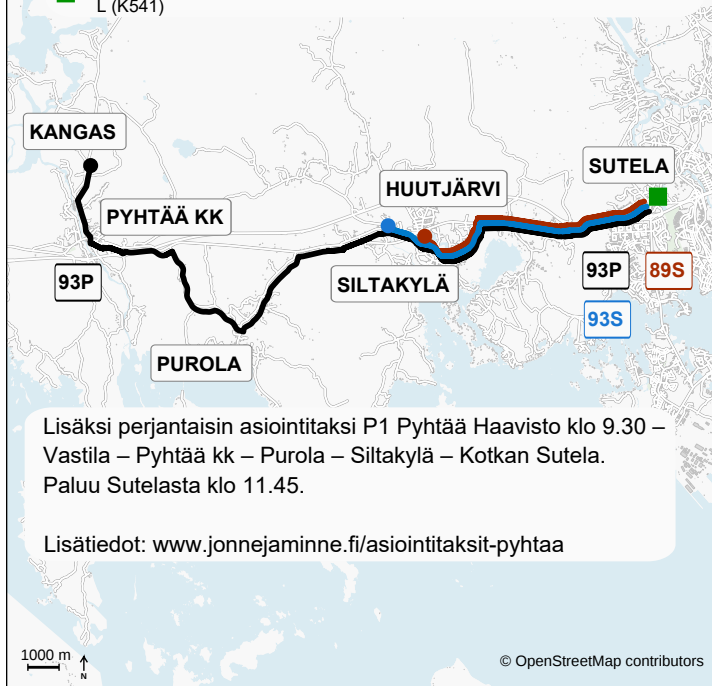 L (K541)
KANGAS
SUTELA
HUUTJÄRVI
PYHTÄÄ KK
93P
SILTAKYLÄ
93P
89S
93S
PUROLA
Lisäksi perjantaisin asiointitaksi P1 Pyhtää Haavisto klo 9.30 –
Vastila – Pyhtää kk – Purola – Siltakylä – Kotkan Sutela.
Paluu Sutelasta klo 11.45.
Lisätiedot: www.jonnejaminne.fi/asiointitaksit-pyhtaa
1000 m
N
© OpenStreetMap contributors